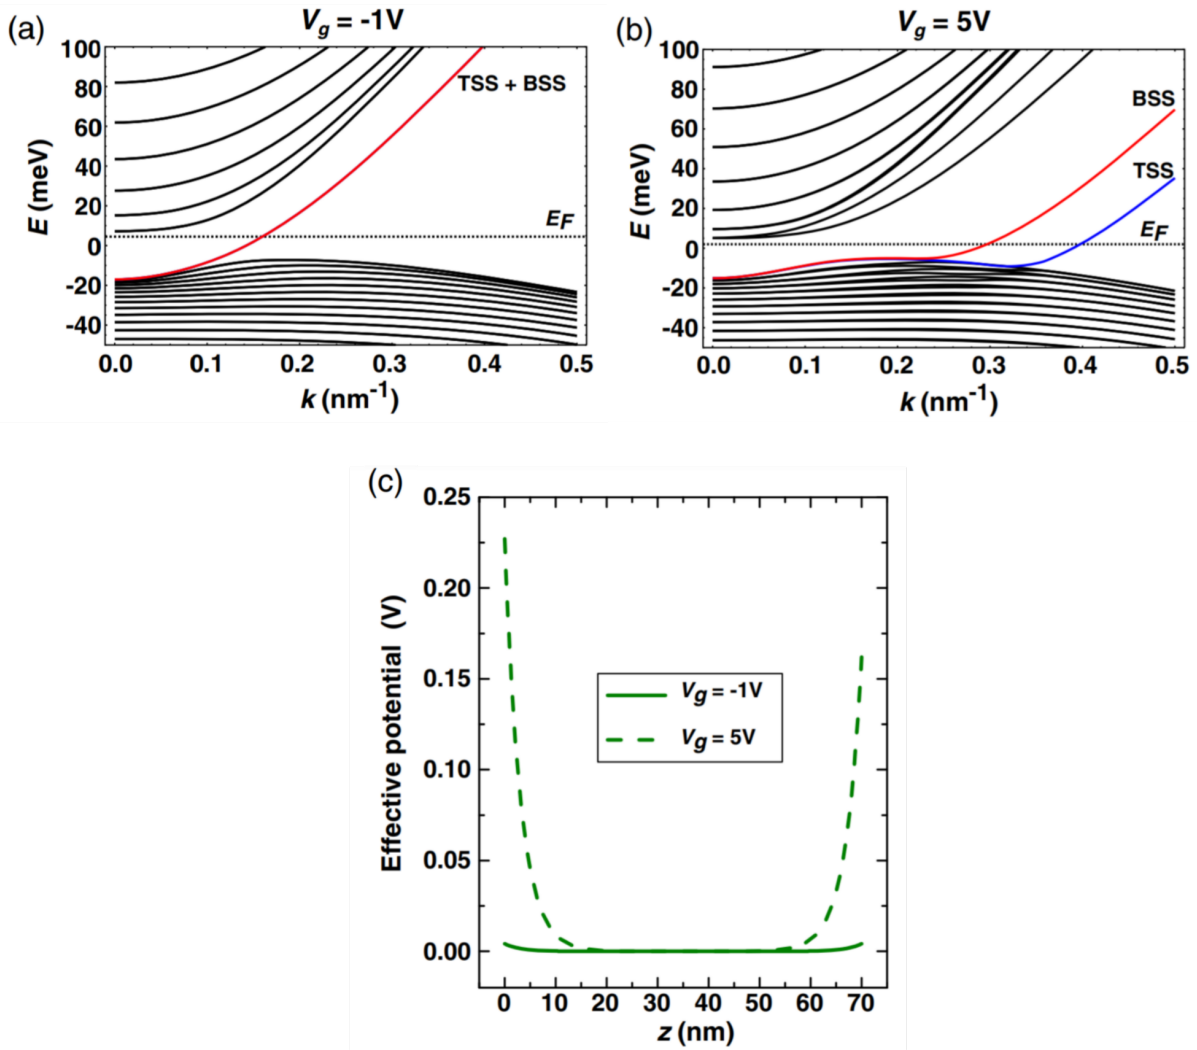 (a)
V_g = -1V
100
80
60
40
20
0
-20
-40
E (meV)
TSS + BSS
E_F
0.0 0.1 0.2 0.3 0.4 0.5
k (nm⁻¹)
(b)
V_g = 5V
100
80
60
40
20
0
-20
-40
E (meV)
BSS
TSS
E_F
0.0 0.1 0.2 0.3 0.4 0.5
k (nm⁻¹)
(c)
0.25
0.20
0.15
0.10
0.05
0.00
Effective potential (V)
V_g = -1V
V_g = 5V
0 10 20 30 40 50 60 70
z (nm)